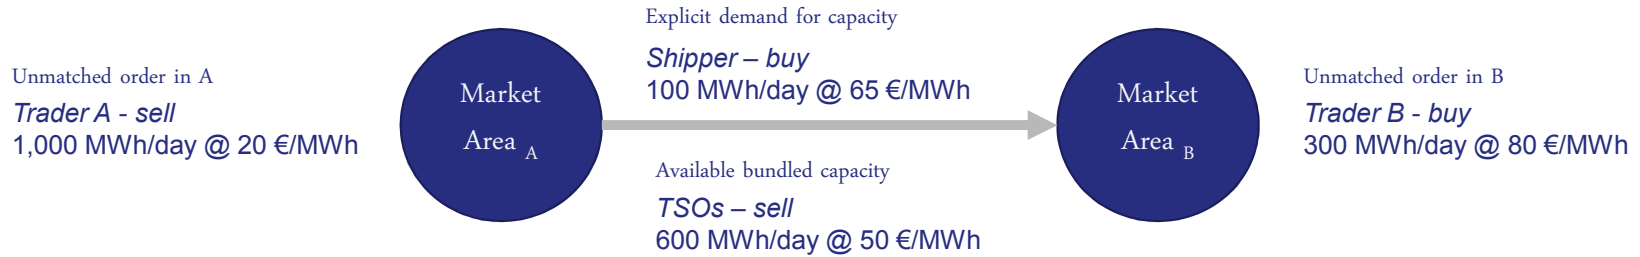 Explicit demand for capacity
Shipper – buy
100 MWh/day @ 65 €/MWh
Unmatched order in A
Trader A - sell
1,000 MWh/day @ 20 €/MWh
Market
Area A
Market
Area B
Unmatched order in B
Trader B - buy
300 MWh/day @ 80 €/MWh
Available bundled capacity
TSOs – sell
600 MWh/day @ 50 €/MWh